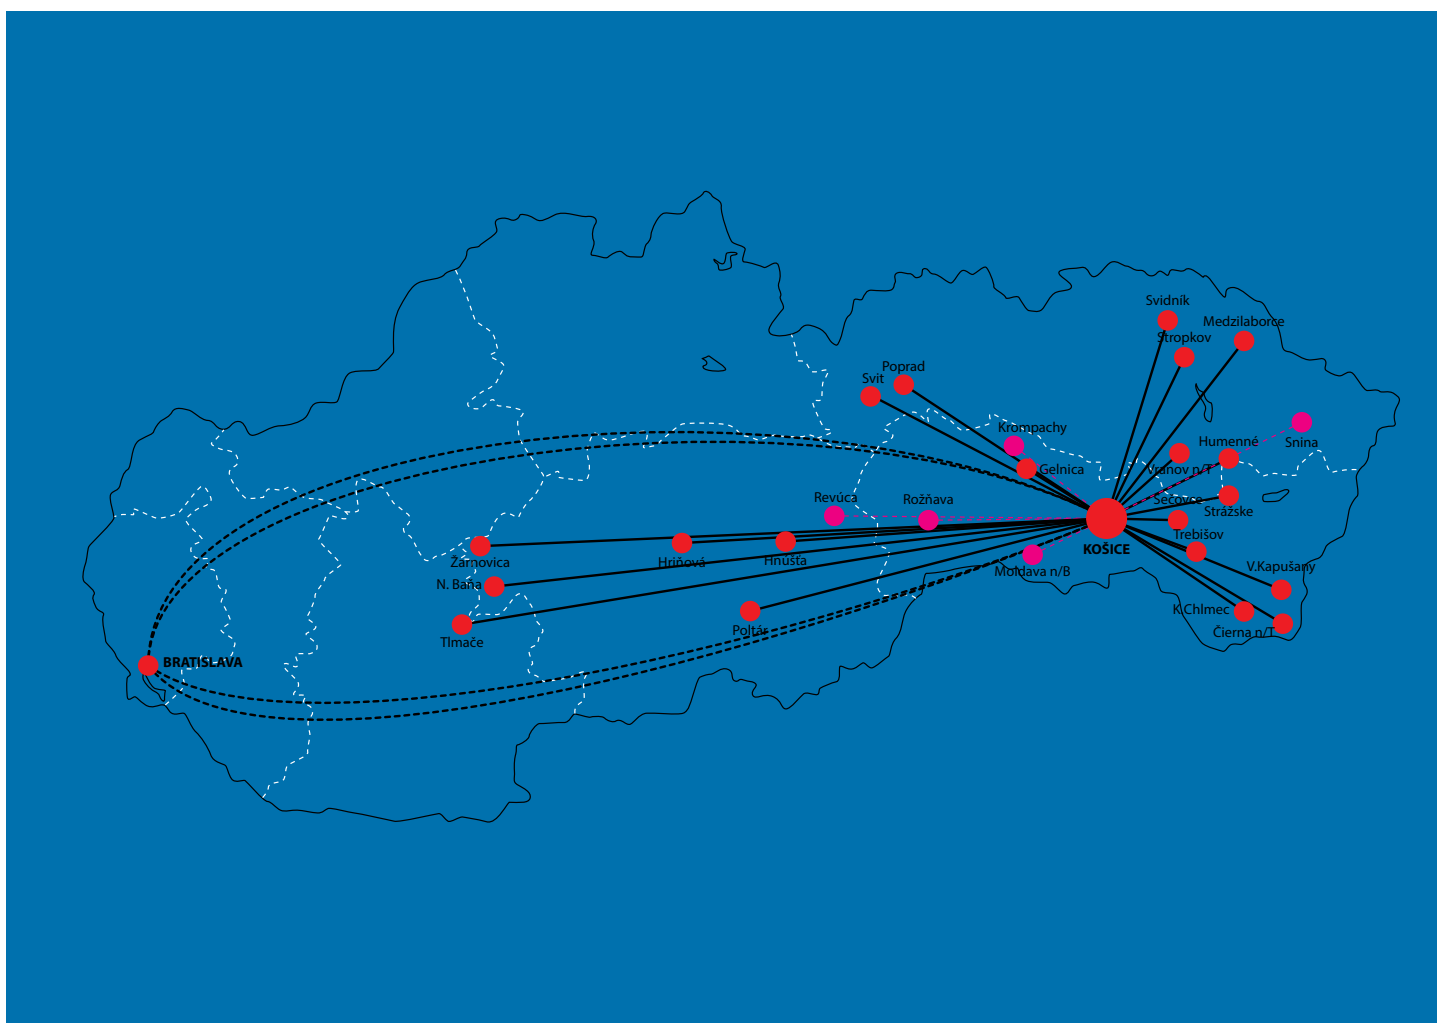 Svidník
Medzilaborce
Stropkov
Poprad
Svit
Krompachy
Humenné
Snina
Gelnica
Vranov n/T
Revúca
Rožňava
Sečovce
Strážske
Trebišov
KOŠICE
Žarnovica
Hriňová
Hnúšťa
Moldava n/B
V.Kapušany
N. Baňa
K.Chlmec
Poltár
Čierna n/T
Tlmače
BRATISLAVA